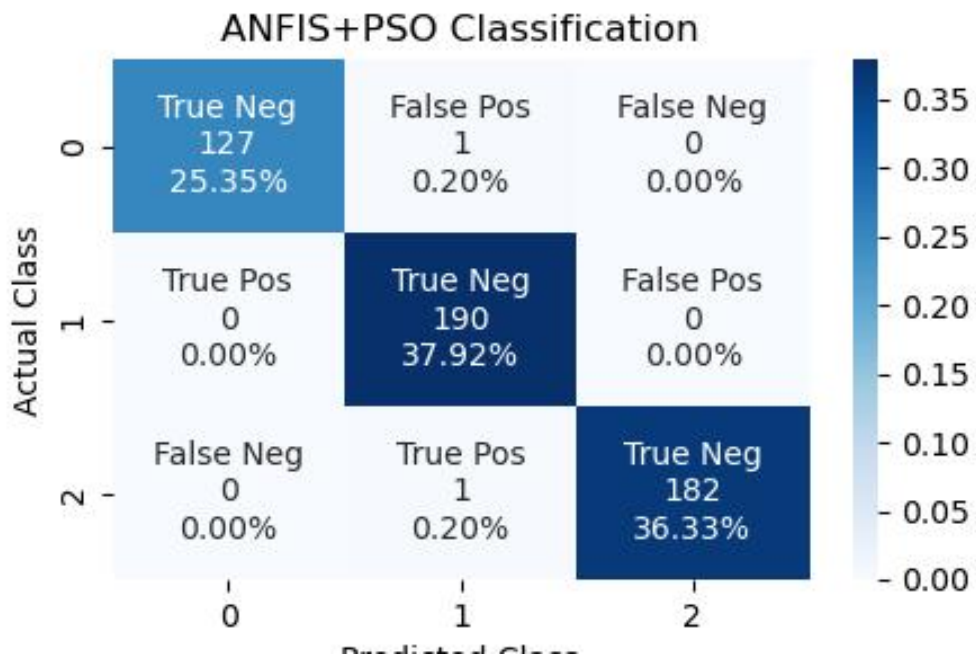 ANFIS+PSO Classification
True Neg False Pos False Neg
127 1 0
25.35% 0.20% 0.00%
True Pos True Neg False Pos
0 190 0
0.00% 37.92% 0.00%
False Neg True Pos True Neg
0 1 182
0.00% 0.20% 36.33%
0
1
2
Actual Class
0 1 2
Predicted Class
0.35
0.30
0.25
0.20
0.15
0.10
0.05
0.00